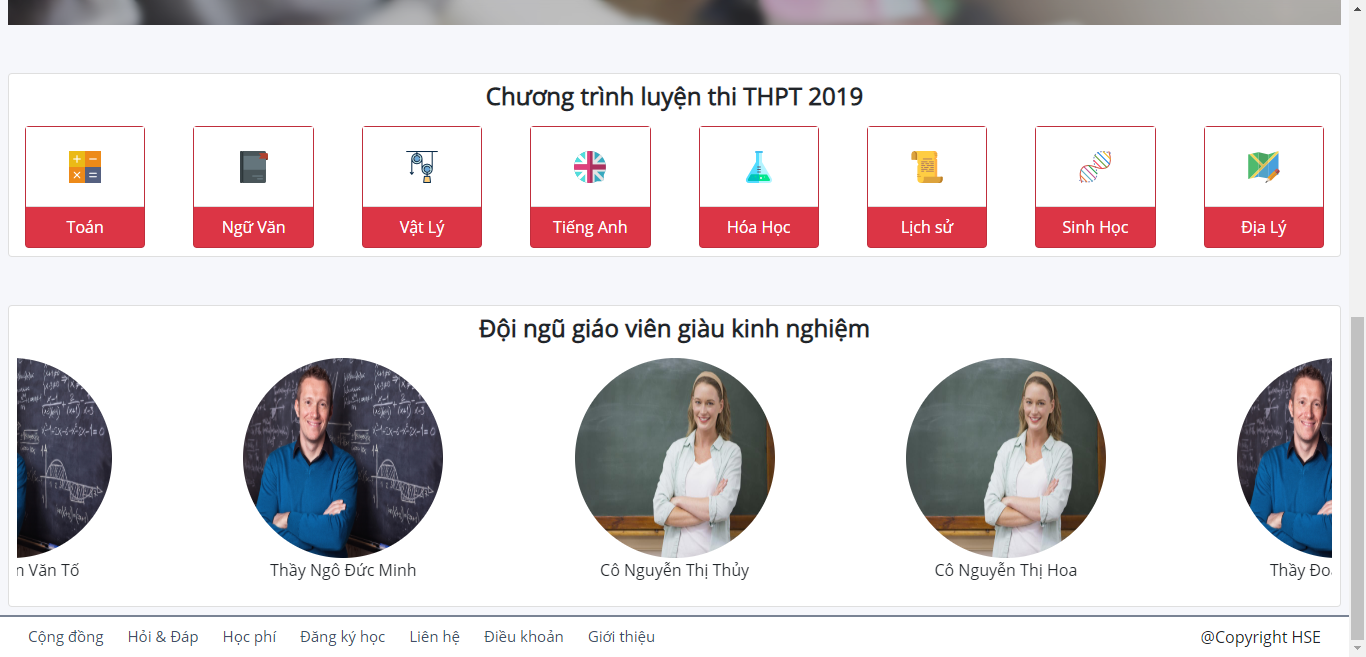 Chương trình luyện thi THPT 2019
Toán Ngữ Văn Vật Lý Tiếng Anh Hóa Học Lịch sử Sinh Học Địa Lý
Đội ngũ giáo viên giàu kinh nghiệm
n Văn Tố Thầy Ngô Đức Minh Cô Nguyễn Thị Thủy Cô Nguyễn Thị Hoa Thầy Đoà
Cộng đồng Hỏi & Đáp Học phí Đăng ký học Liên hệ Điều khoản Giới thiệu @Copyright HSE